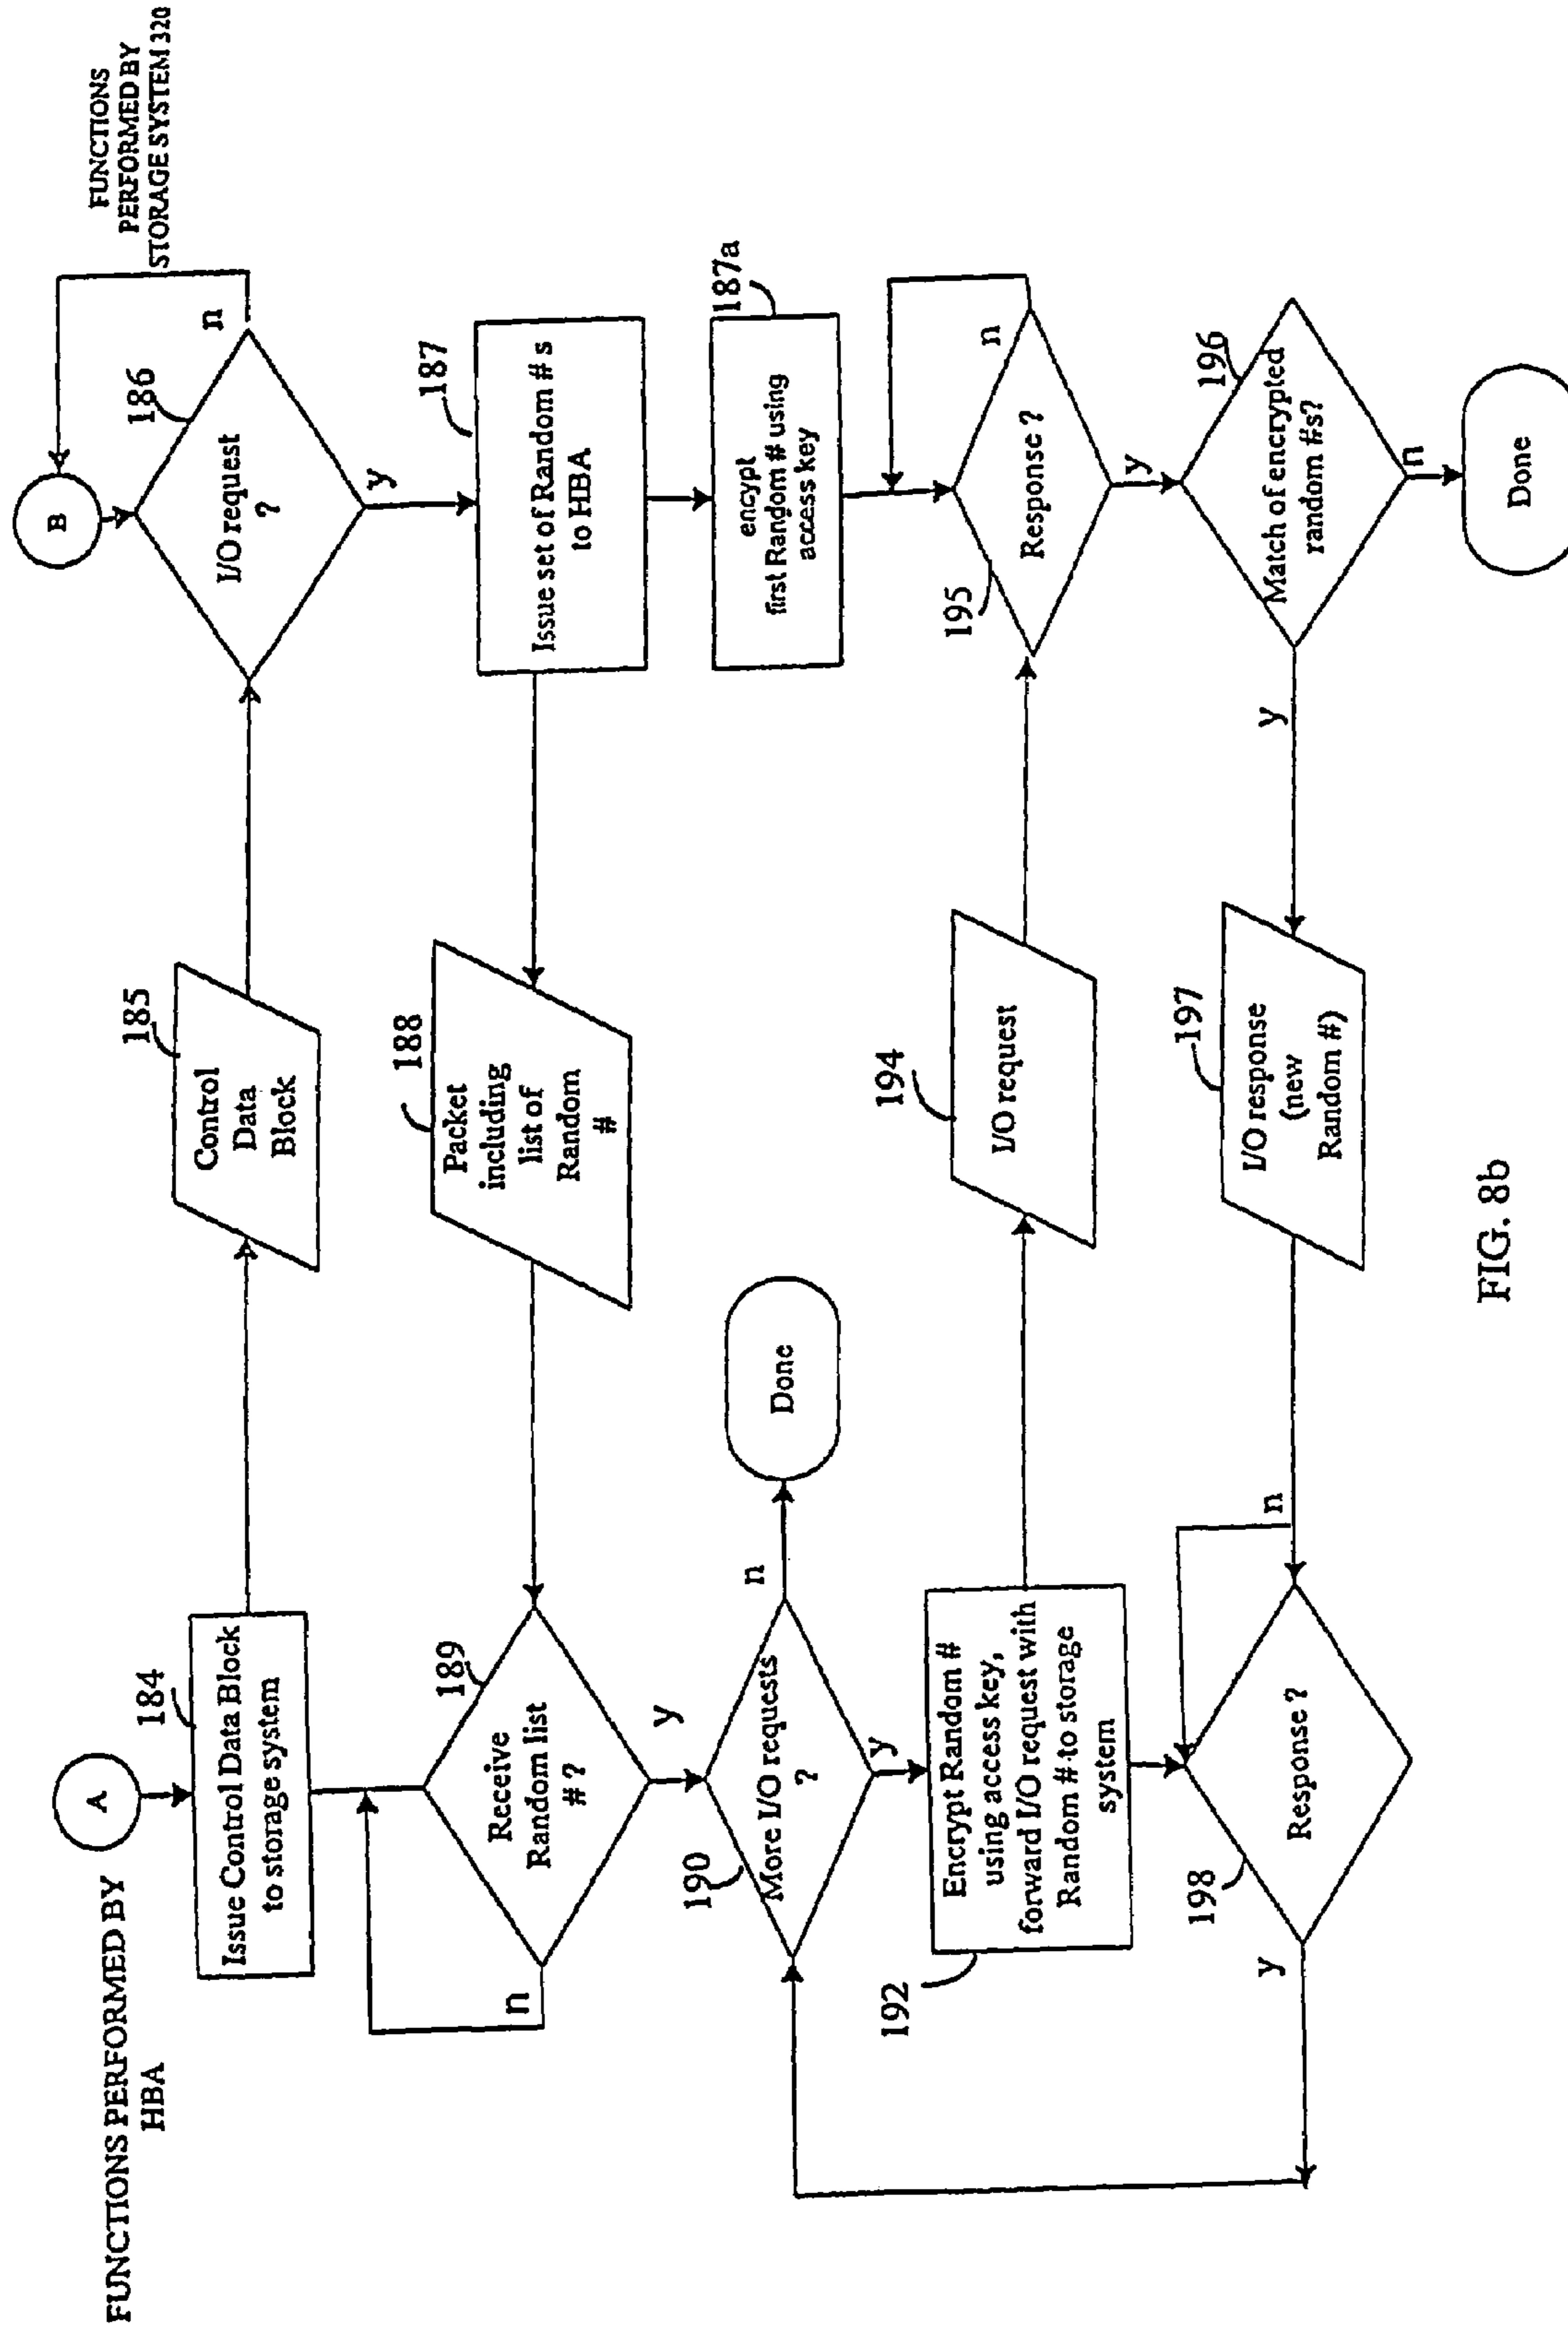 FUNCTIONS PERFORMED BY
HBA
FUNCTIONS
PERFORMED BY
STORAGE SYSTEM 320
A
B
184
Issue Control Data Block
to storage system
185
Control
Data
Block
186
I/O request
?
n
y
187
Issue set of Random #s
to HBA
188
Packet
including
list of
Random
#
189
Receive
Random list
# ?
n
y
187a
encrypt
first Random # using
access key
190
More I/O requests
?
n
Done
y
192
Encrypt Random #
using access key,
forward I/O request with
Random # to storage
system
194
I/O request
195
Response ?
n
y
196
Match of encrypted
random #s?
y
n
Done
197
I/O response
(new
Random #)
198
Response ?
n
y
FIG. 8b